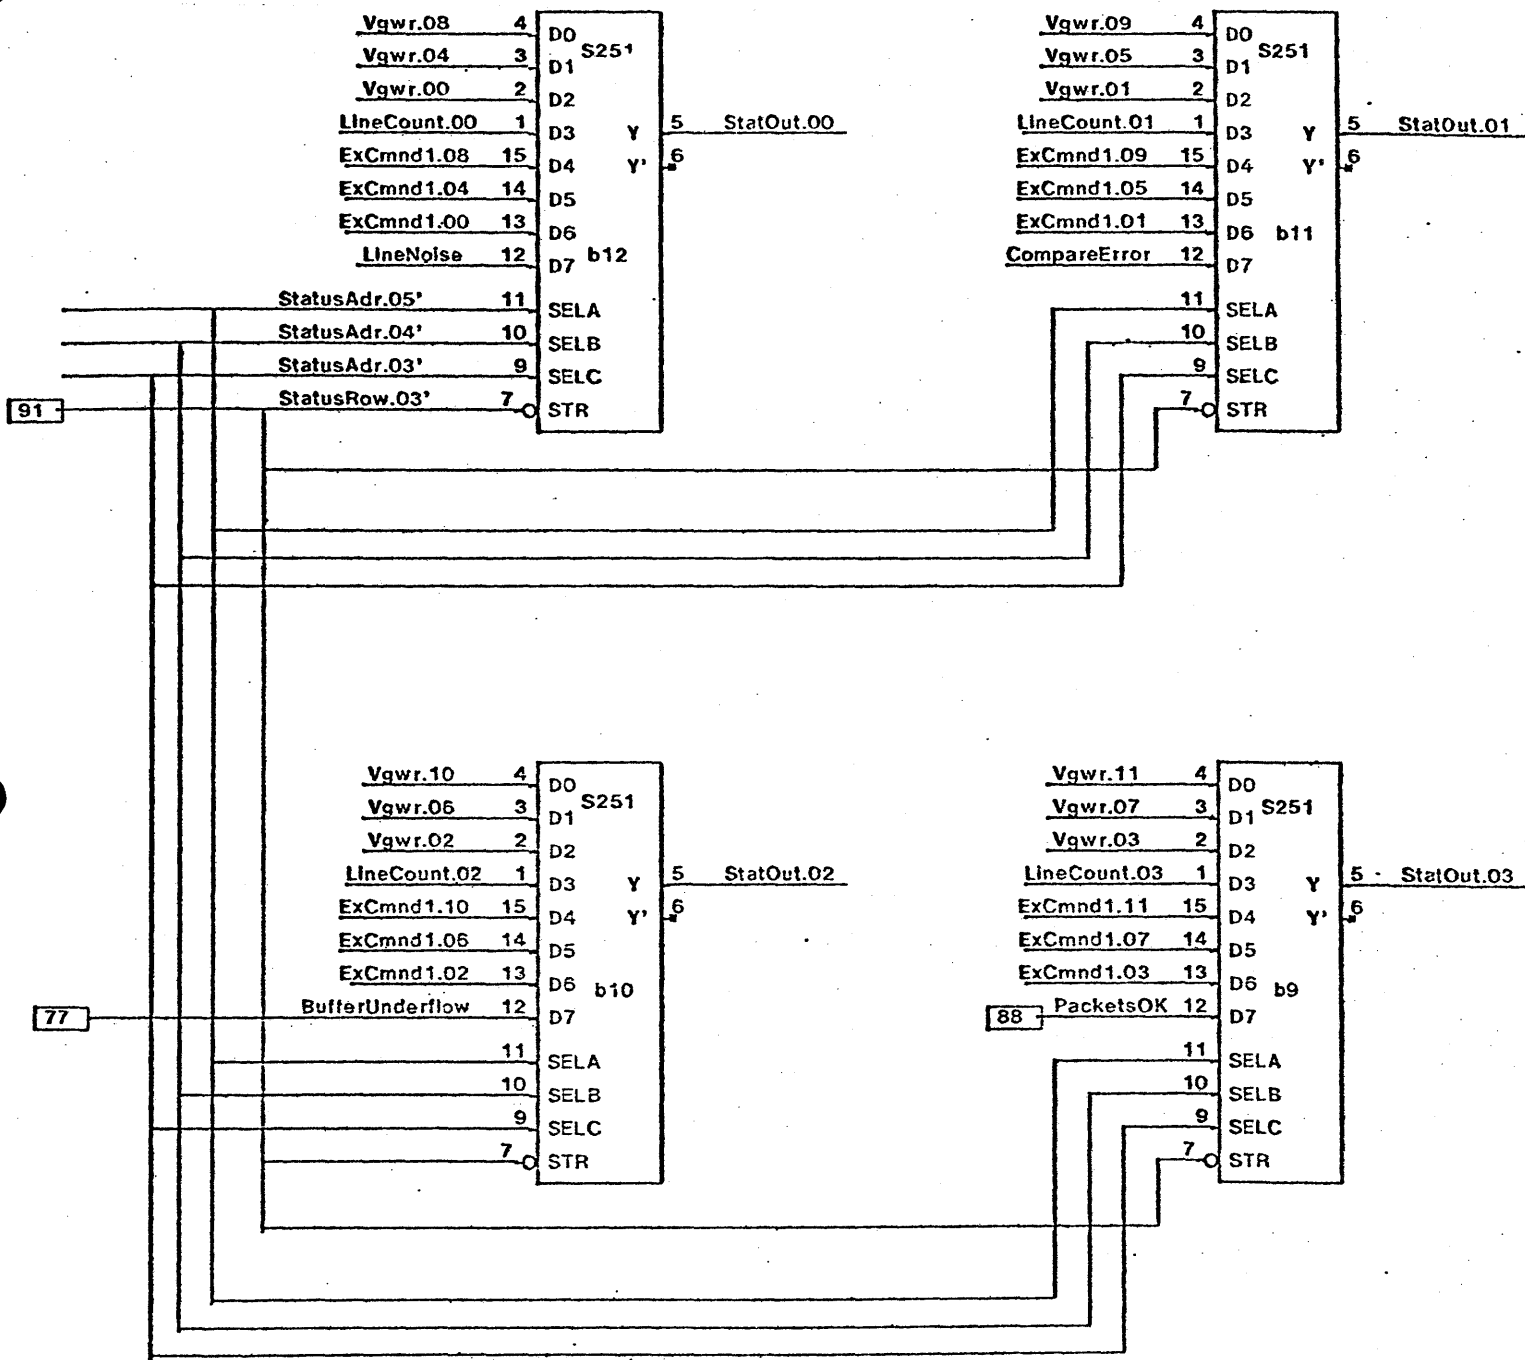 Vgwr.08 4 D0 S251
Vgwr.04 3 D1
Vgwr.00 2 D2
LineCount.00 1 D3 Y 5 StatOut.00
ExCmnd1.08 15 D4 Y' 6
ExCmnd1.04 14 D5
ExCmnd1.00 13 D6
LineNoise 12 D7 b12
StatusAdr.05' 11 SELA
StatusAdr.04' 10 SELB
StatusAdr.03' 9 SELC
91 StatusRow.03' 7 STR
Vgwr.09 4 D0 S251
Vgwr.05 3 D1
Vgwr.01 2 D2
LineCount.01 1 D3 Y 5 StatOut.01
ExCmnd1.09 15 D4 Y' 6
ExCmnd1.05 14 D5
ExCmnd1.01 13 D6 b11
CompareError 12 D7
11 SELA
10 SELB
9 SELC
7 STR
Vgwr.10 4 D0 S251
Vgwr.06 3 D1
Vgwr.02 2 D2
LineCount.02 1 D3 Y 5 StatOut.02
ExCmnd1.10 15 D4 Y' 6
ExCmnd1.06 14 D5
ExCmnd1.02 13 D6 b10
77 BufferUnderflow 12 D7
11 SELA
10 SELB
9 SELC
7 STR
Vgwr.11 4 D0 S251
Vgwr.07 3 D1
Vgwr.03 2 D2
LineCount.03 1 D3 Y 5 StatOut.03
ExCmnd1.11 15 D4 Y' 6
ExCmnd1.07 14 D5
ExCmnd1.03 13 D6 b9
88 PacketsOK 12 D7
11 SELA
10 SELB
9 SELC
7 STR